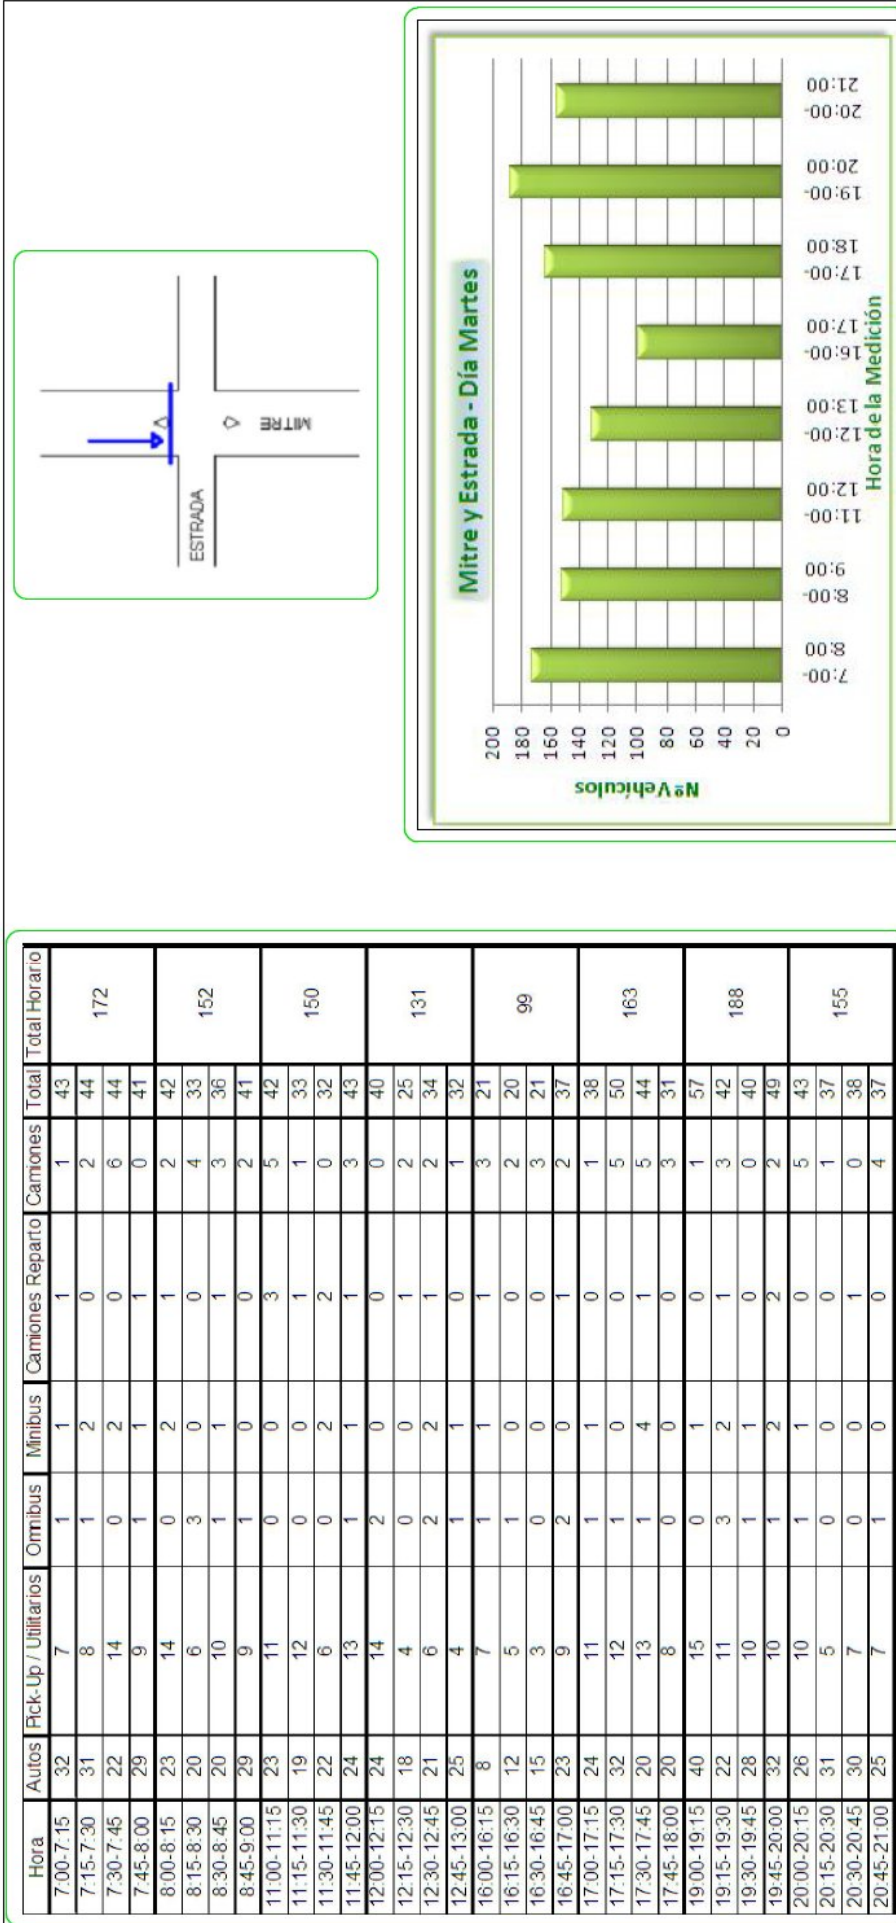 Hora Autos Pick-Up / Utilitarios Omnibus Minibus Camiones Reparto Camiones Total Total Horario
7:00-7:15 32 7 1 1 1 1 43 172
7:15-7:30 31 8 1 2 0 2 44
7:30-7:45 22 14 0 2 0 6 44
7:45-8:00 29 9 1 1 1 0 41
8:00-8:15 23 14 0 2 1 2 42 152
8:15-8:30 20 6 3 0 0 4 33
8:30-8:45 20 10 1 1 1 3 36
8:45-9:00 29 9 1 0 0 2 41
11:00-11:15 23 11 0 0 3 5 42 150
11:15-11:30 19 12 0 0 1 1 33
11:30-11:45 22 6 0 2 2 0 32
11:45-12:00 24 13 1 1 1 3 43
12:00-12:15 24 14 2 0 0 0 40 131
12:15-12:30 18 4 0 0 1 2 25
12:30-12:45 21 6 2 2 1 2 34
12:45-13:00 25 4 1 1 0 1 32
16:00-16:15 8 7 1 1 1 3 21 99
16:15-16:30 12 5 1 0 0 2 20
16:30-16:45 15 3 0 0 0 3 21
16:45-17:00 23 9 2 0 1 2 37
17:00-17:15 24 11 1 1 0 1 38 163
17:15-17:30 32 12 1 0 0 5 50
17:30-17:45 20 13 1 4 1 5 44
17:45-18:00 20 8 0 0 0 3 31
19:00-19:15 40 15 0 1 0 1 57 188
19:15-19:30 22 11 3 2 1 3 42
19:30-19:45 28 10 1 1 0 0 40
19:45-20:00 32 10 1 2 2 2 49
20:00-20:15 26 10 1 1 0 5 43 155
20:15-20:30 31 5 0 0 0 1 37
20:30-20:45 30 7 0 0 1 0 38
20:45-21:00 25 7 1 0 0 4 37
ESTRADA
MITRE
Mitre y Estrada - Día Martes
Nº Vehículos
200
180
160
140
120
100
80
60
40
20
0
7:00-
8:00
8:00-
9:00
11:00-
12:00
12:00-
13:00
16:00-
17:00
17:00-
18:00
19:00-
20:00
20:00-
21:00
Hora de la Medición